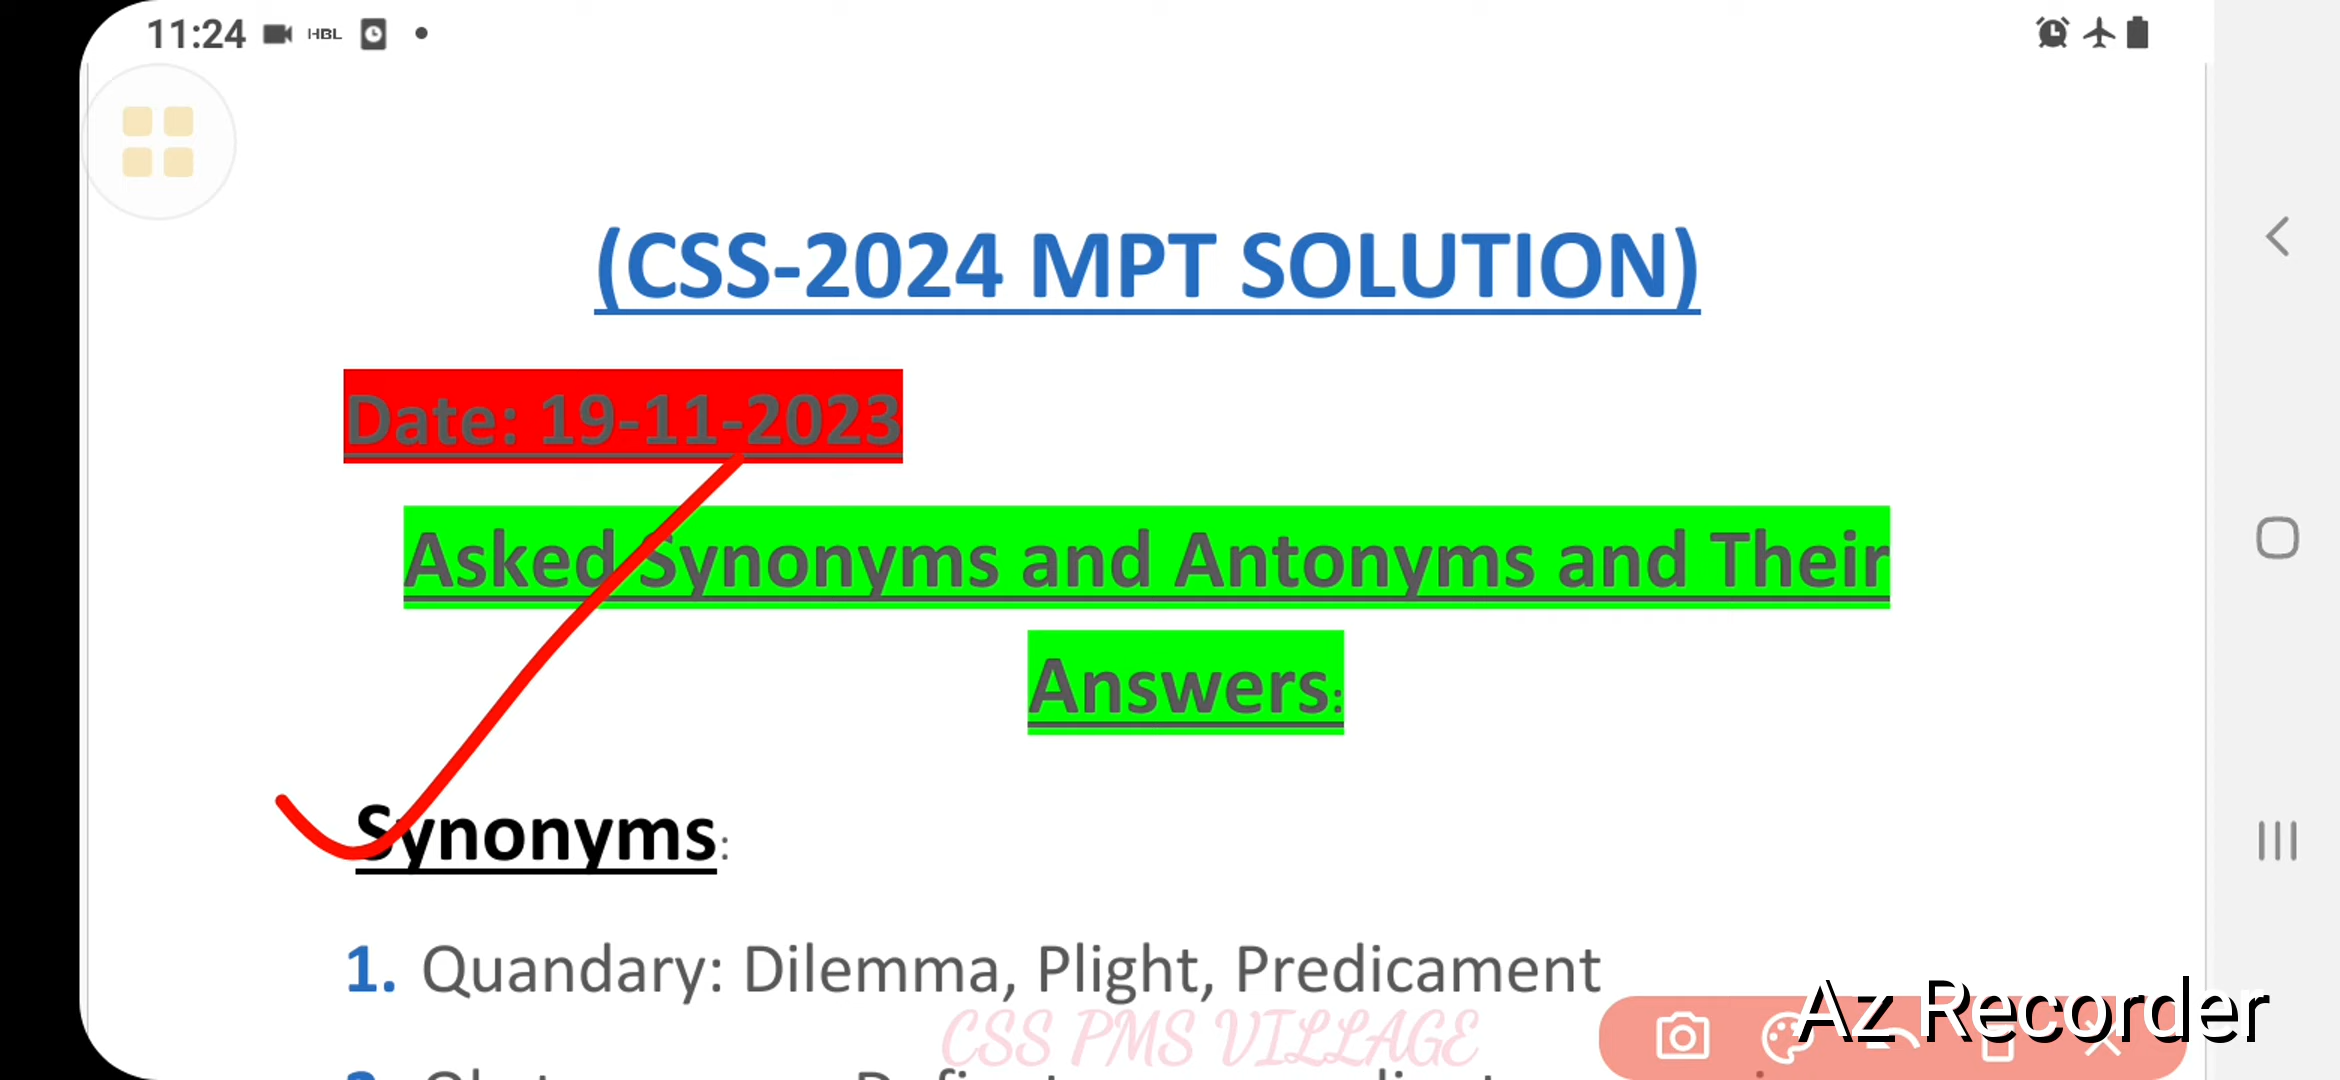 11:24 HBL
(CSS-2024 MPT SOLUTION)
Date: 19-11-2023
Asked Synonyms and Antonyms and Their
Answers:
Synonyms:
1. Quandary: Dilemma, Plight, Predicament
CSS PMS VILLAGE
Az Recorder